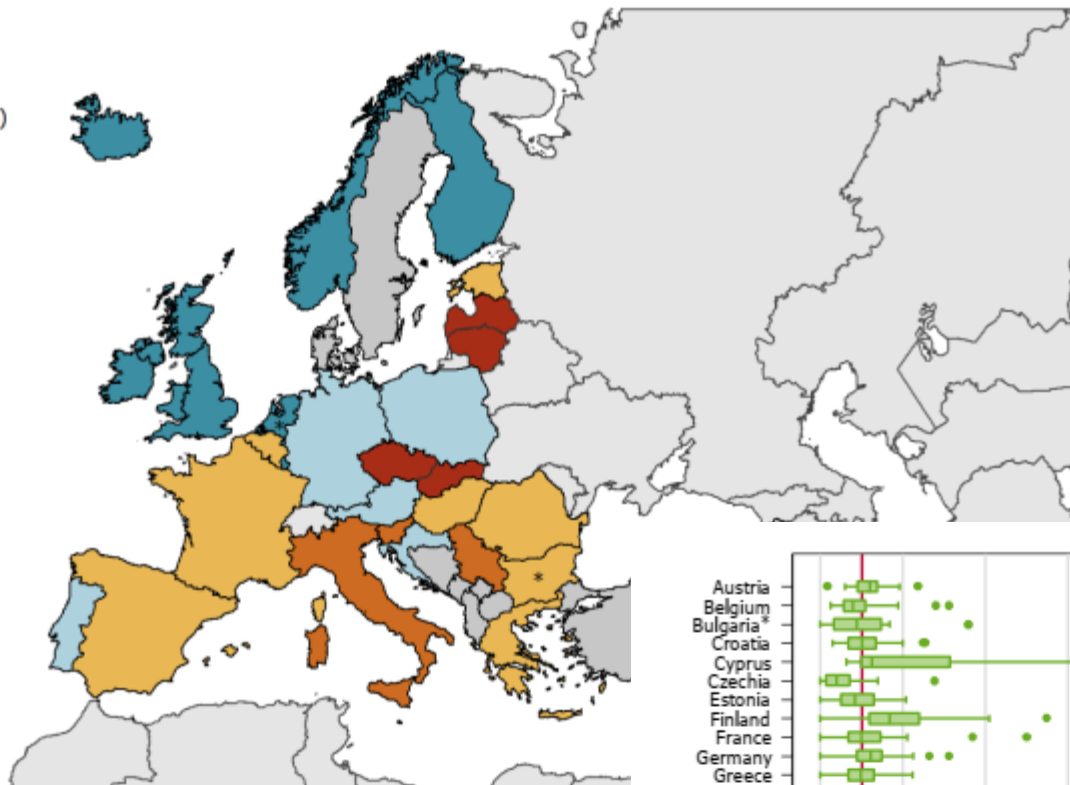 )
*
Austria
Belgium
Bulgaria*
Croatia
Cyprus
Czechia
Estonia
Finland
France
Germany
Greece